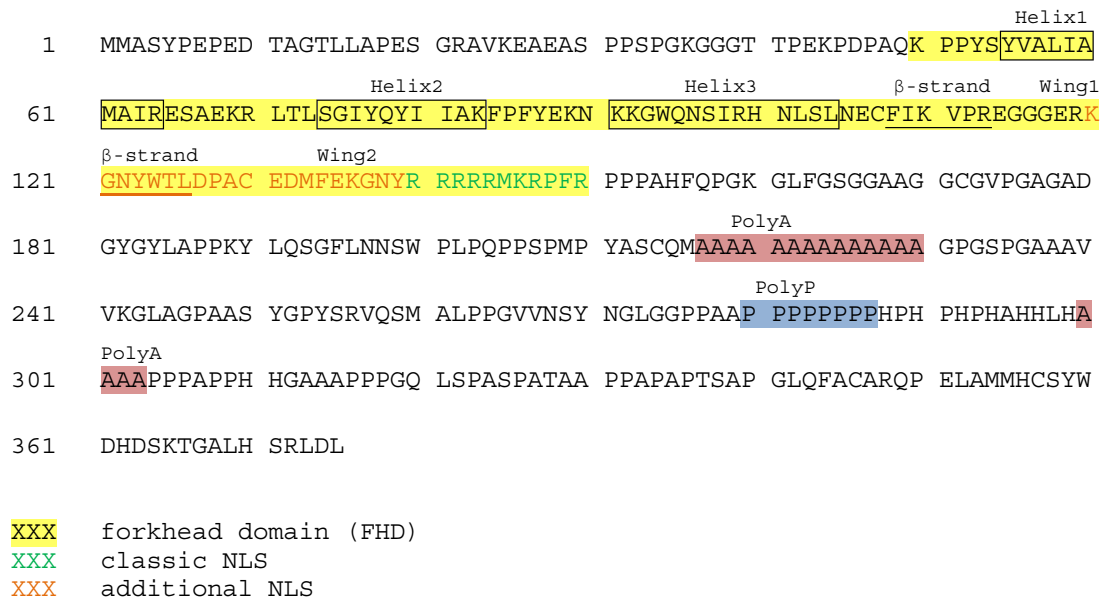 Helix1
1 MMASYPEPED TAGTLLAPES GRAVKEAEAS PPSPGKGGGT TPEKPDPAQK PPYSYVALIA
Helix2 Helix3 β-strand Wing1
61 MAIRESAEKR LTLSGIYQYI IAKFPFYEKN KKGWQNSIRH NLSLNECFIK VPREGGGERK
β-strand Wing2
121 GNYWTLDPAC EDMFEKGNYR RRRRMKRPFR PPPAHFQPGK GLFGSGGAAG GCGVPGAGAD
PolyA
181 GYGYLAPPKY LQSGFLNNSW PLPQPPSPMP YASCQMAAAA AAAAAAAAAA GPGSPGAAAV
PolyP
241 VKGLAGPAAS YGPYSRVQSM ALPPGVVNSY NGLGGPPAAP PPPPPPPHPH PHPHAHHLHA
PolyA
301 AAAPPPAPPH HGAAAPPPGQ LSPASPATAA PPAPAPTSAP GLQFACARQP ELAMMHCSYW
361 DHDSKTGALH SRLDL
XXX forkhead domain (FHD)
XXX classic NLS
XXX additional NLS